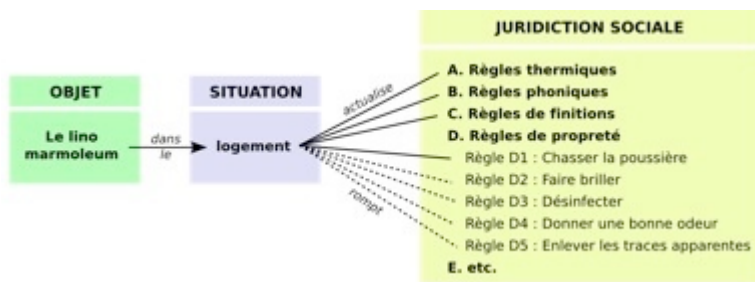 JURIDICTION SOCIALE
OBJET
SITUATION
Le lino
marmoleum
dans
le
logement
actualise
rompt
A. Règles thermiques
B. Règles phoniques
C. Règles de finitions
D. Règles de propreté
Règle D1 : Chasser la poussière
Règle D2 : Faire briller
Règle D3 : Désinfecter
Règle D4 : Donner une bonne odeur
Règle D5 : Enlever les traces apparentes
E. etc.